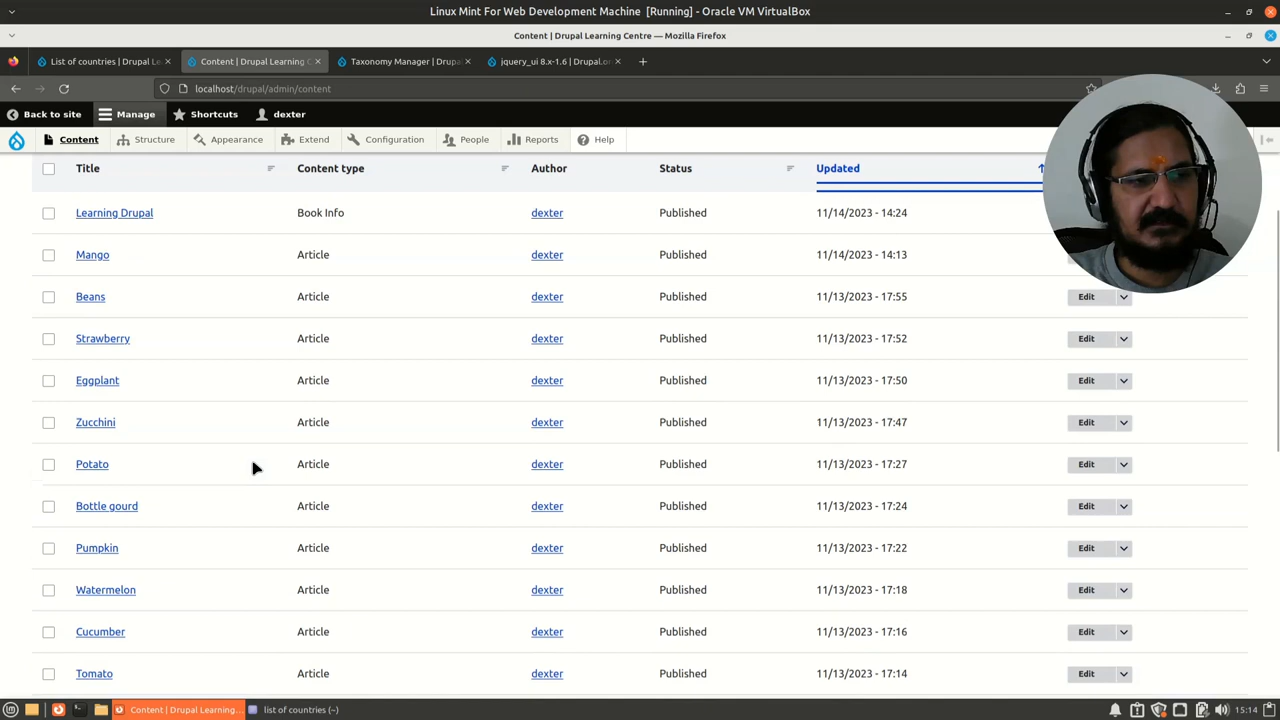 Linux Mint For Web Development Machine [Running] - Oracle VM VirtualBox
Content | Drupal Learning Centre — Mozilla Firefox
List of countries | Drupal Le
Content | Drupal Learning C
Taxonomy Manager | Drupal.
jquery_ui 8.x-1.6 | Drupal.or
localhost/drupal/admin/content
Back to site Manage Shortcuts dexter
Content Structure Appearance Extend Configuration People Reports Help
Title Content type Author Status Updated
Learning Drupal Book Info dexter Published 11/14/2023 - 14:24
Mango Article dexter Published 11/14/2023 - 14:13
Beans Article dexter Published 11/13/2023 - 17:55 Edit
Strawberry Article dexter Published 11/13/2023 - 17:52 Edit
Eggplant Article dexter Published 11/13/2023 - 17:50 Edit
Zucchini Article dexter Published 11/13/2023 - 17:47 Edit
Potato Article dexter Published 11/13/2023 - 17:27 Edit
Bottle gourd Article dexter Published 11/13/2023 - 17:24 Edit
Pumpkin Article dexter Published 11/13/2023 - 17:22 Edit
Watermelon Article dexter Published 11/13/2023 - 17:18 Edit
Cucumber Article dexter Published 11/13/2023 - 17:16 Edit
Tomato Article dexter Published 11/13/2023 - 17:14 Edit
Content | Drupal Learning... list of countries (~) 15:14